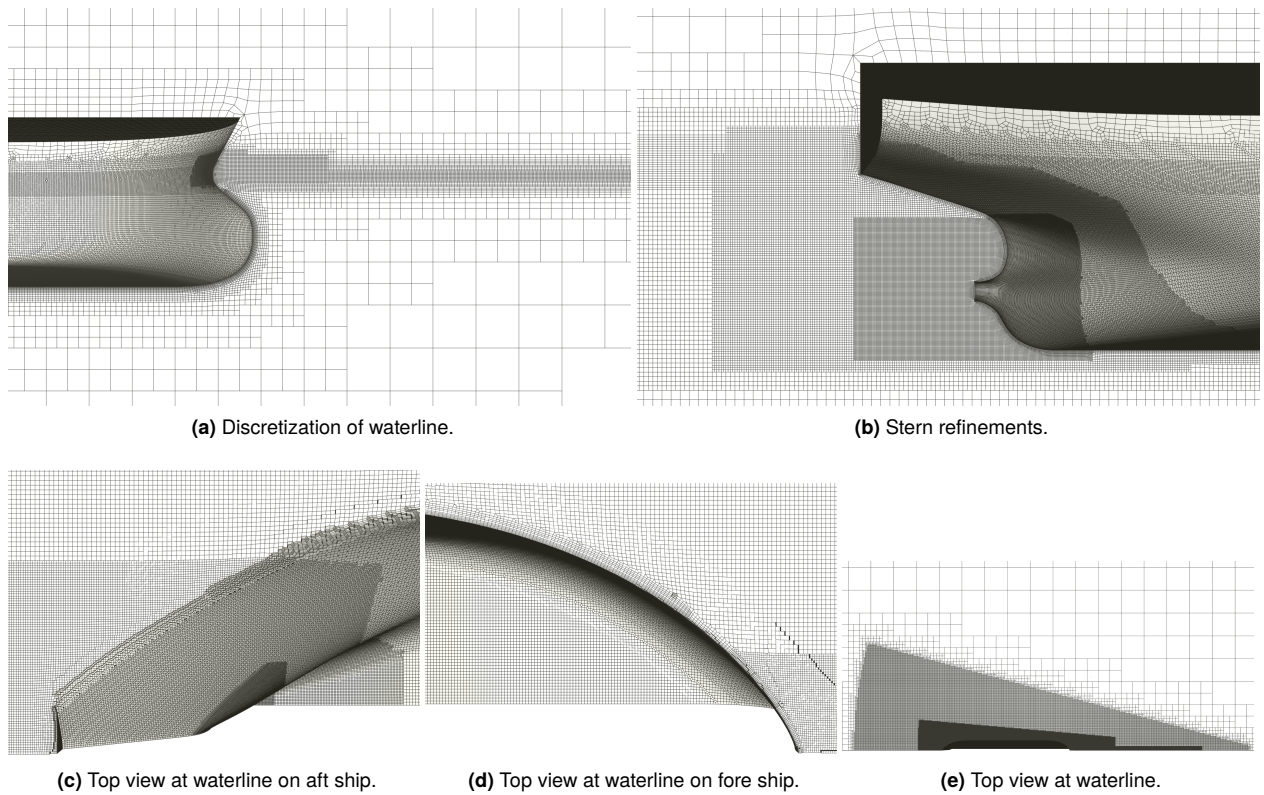 (a) Discretization of waterline.
(b) Stern refinements.
(c) Top view at waterline on aft ship.
(d) Top view at waterline on fore ship.
(e) Top view at waterline.